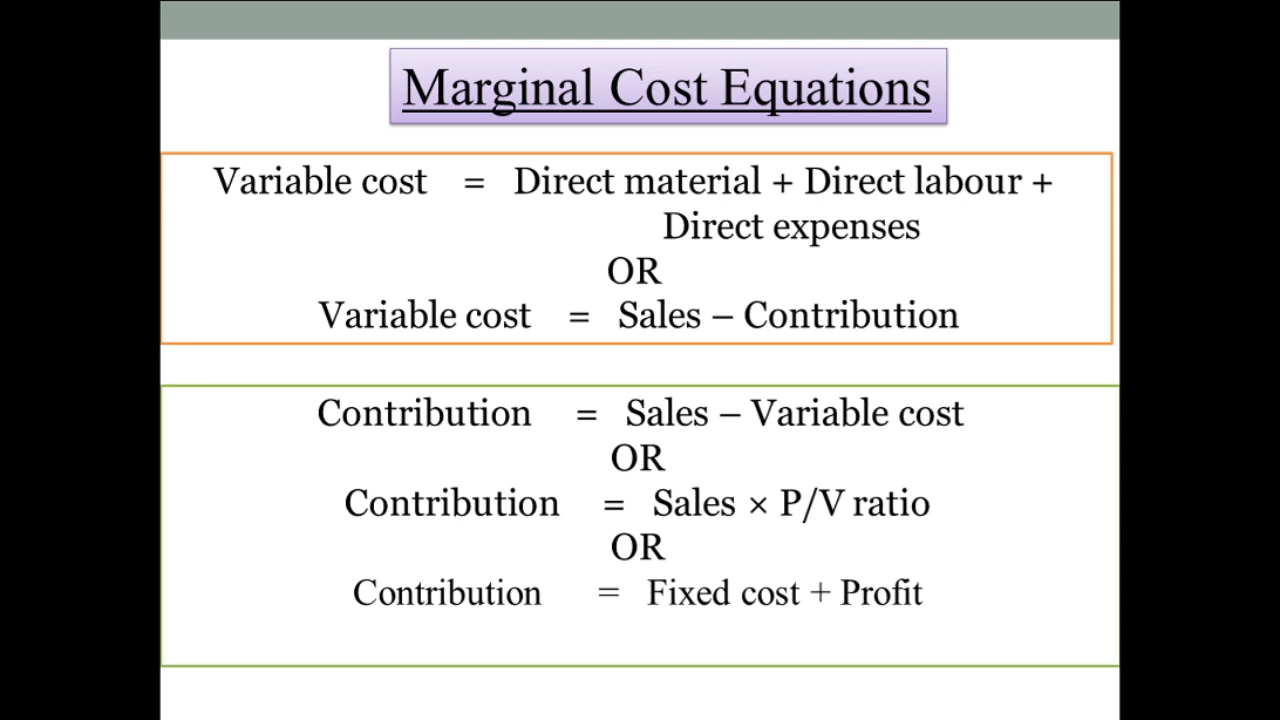 Marginal Cost Equations
Variable cost = Direct material + Direct labour +
Direct expenses
OR
Variable cost = Sales – Contribution
Contribution = Sales – Variable cost
OR
Contribution = Sales × P/V ratio
OR
Contribution = Fixed cost + Profit